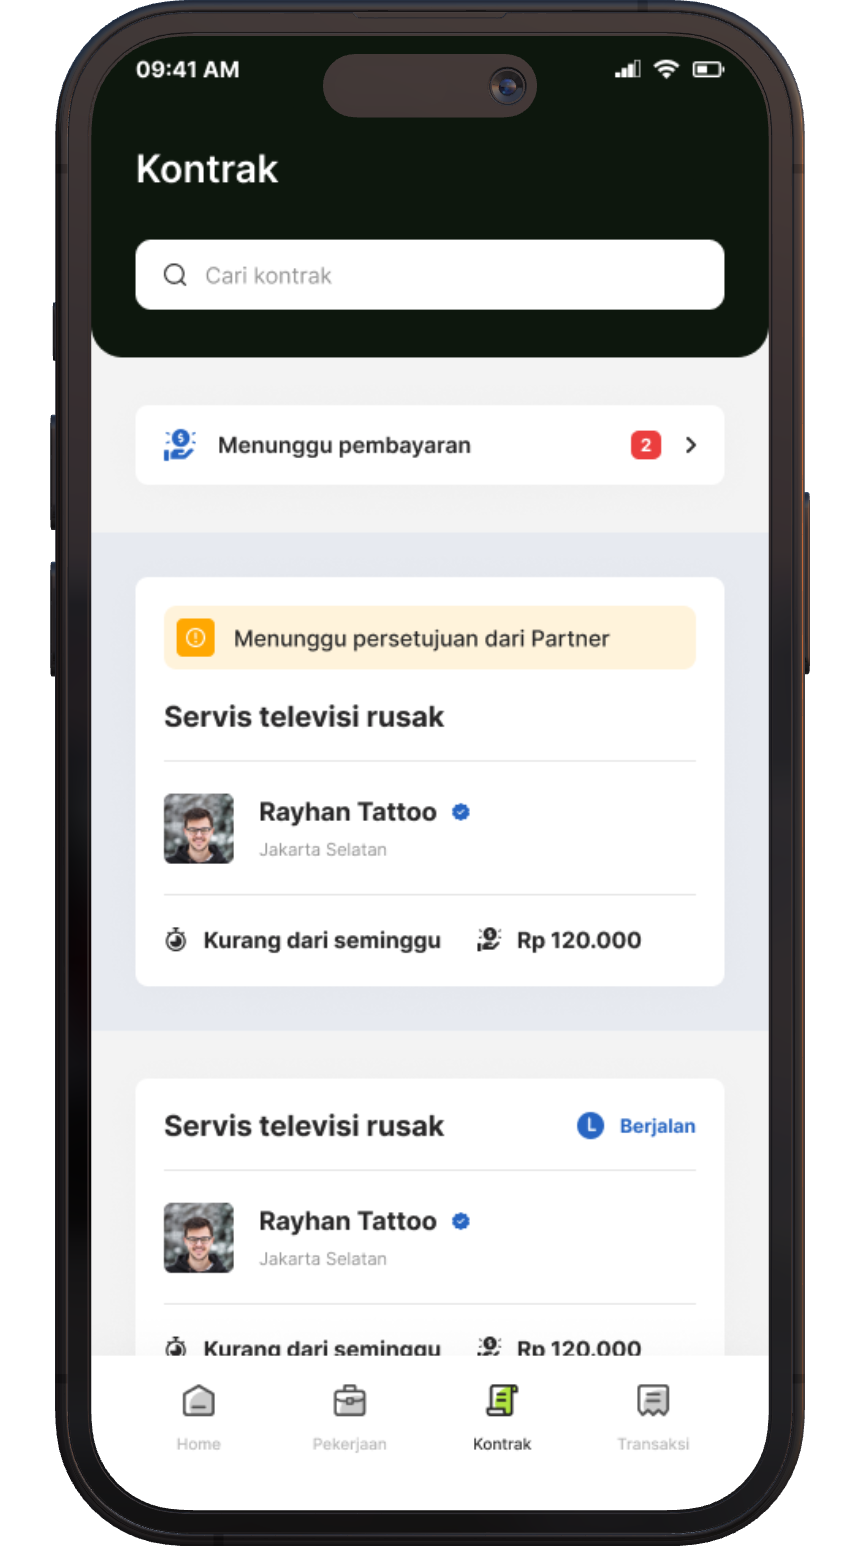 09:41 AM
Kontrak
Cari kontrak
Menunggu pembayaran 2
Menunggu persetujuan dari Partner
Servis televisi rusak
Rayhan Tattoo
Jakarta Selatan
Kurang dari seminggu Rp 120.000
Servis televisi rusak Berjalan
Rayhan Tattoo
Jakarta Selatan
Kurang dari seminggu Rp 120.000
Home Pekerjaan Kontrak Transaksi